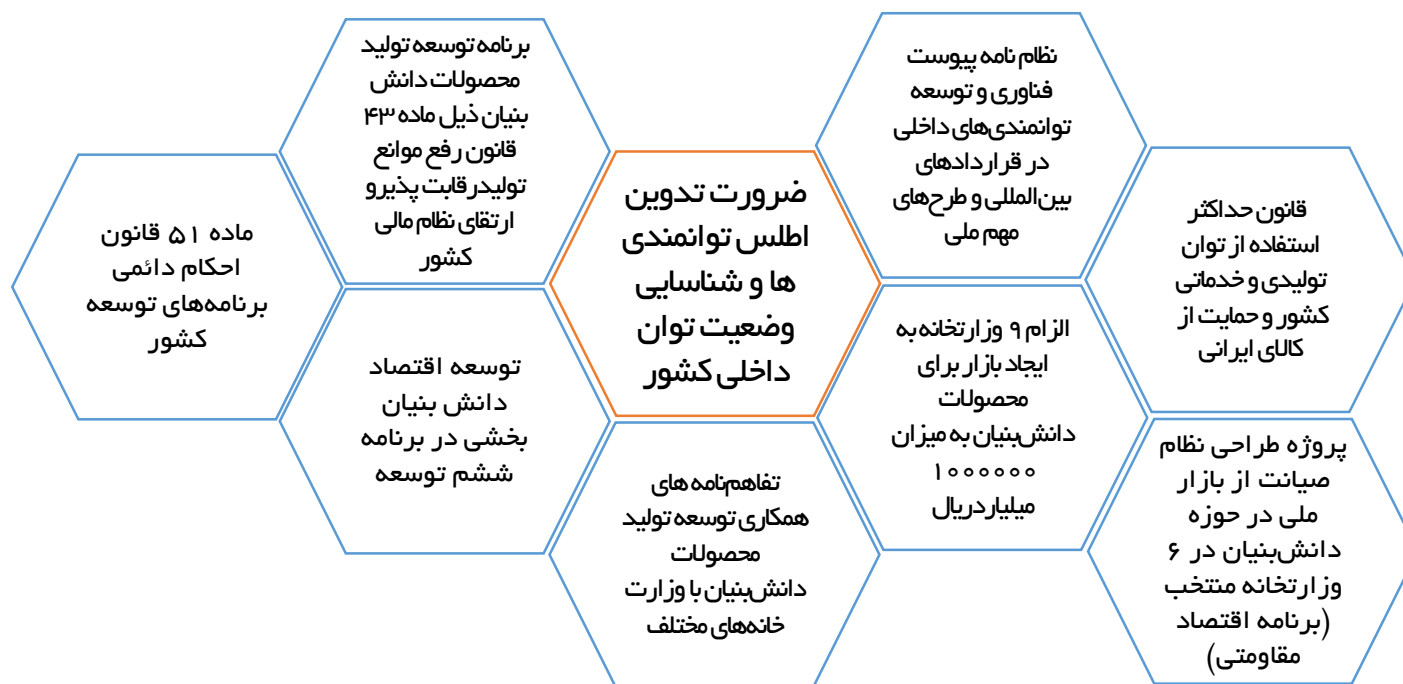 قانون حداکثر
استفاده از توان
تولیدی و خدماتی
کشور و حمایت از
کالای ایرانی
پروژه طراحی نظام
صیانت از بازار
ملی در حوزه
دانش‌بنیان در ۶
وزارتخانه منتخب
(برنامه اقتصاد
مقاومتی)
نظام نامه پیوست
فناوری و توسعه
توانمندی‌های داخلی
در قراردادهای
بین‌المللی و طرح‌های
مهم ملی
الزام ۹ وزارتخانه به
ایجاد بازار برای
محصولات
دانش‌بنیان به میزان
۱۰۰۰۰۰۰
میلیارد ریال
ضرورت تدوین
اطلس توانمندی
ها و شناسایی
وضعیت توان
داخلی کشور
تفاهم‌نامه های
همکاری توسعه تولید
محصولات
دانش‌بنیان با وزارت
خانه‌های مختلف
برنامه توسعه تولید
محصولات دانش
بنیان ذیل ماده ۴۳
قانون رفع موانع
تولید رقابت پذیر و
ارتقای نظام مالی
کشور
توسعه اقتصاد
دانش بنیان
بخشی در برنامه
ششم توسعه
ماده ۵۱ قانون
احکام دائمی
برنامه‌های توسعه
کشور